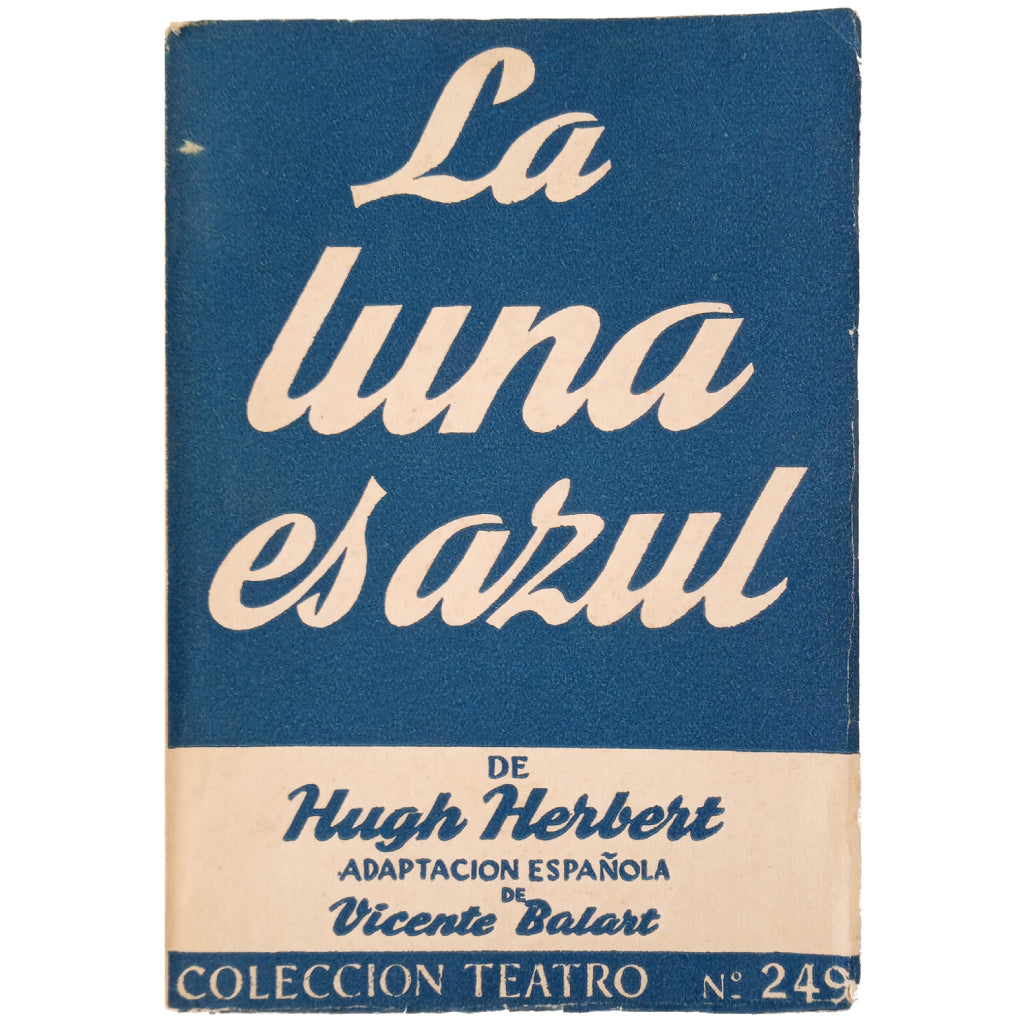 La
luna
es azul
DE
Hugh Herbert
ADAPTACION ESPAÑOLA
DE
Vicente Balart
COLECCION TEATRO Nº 249